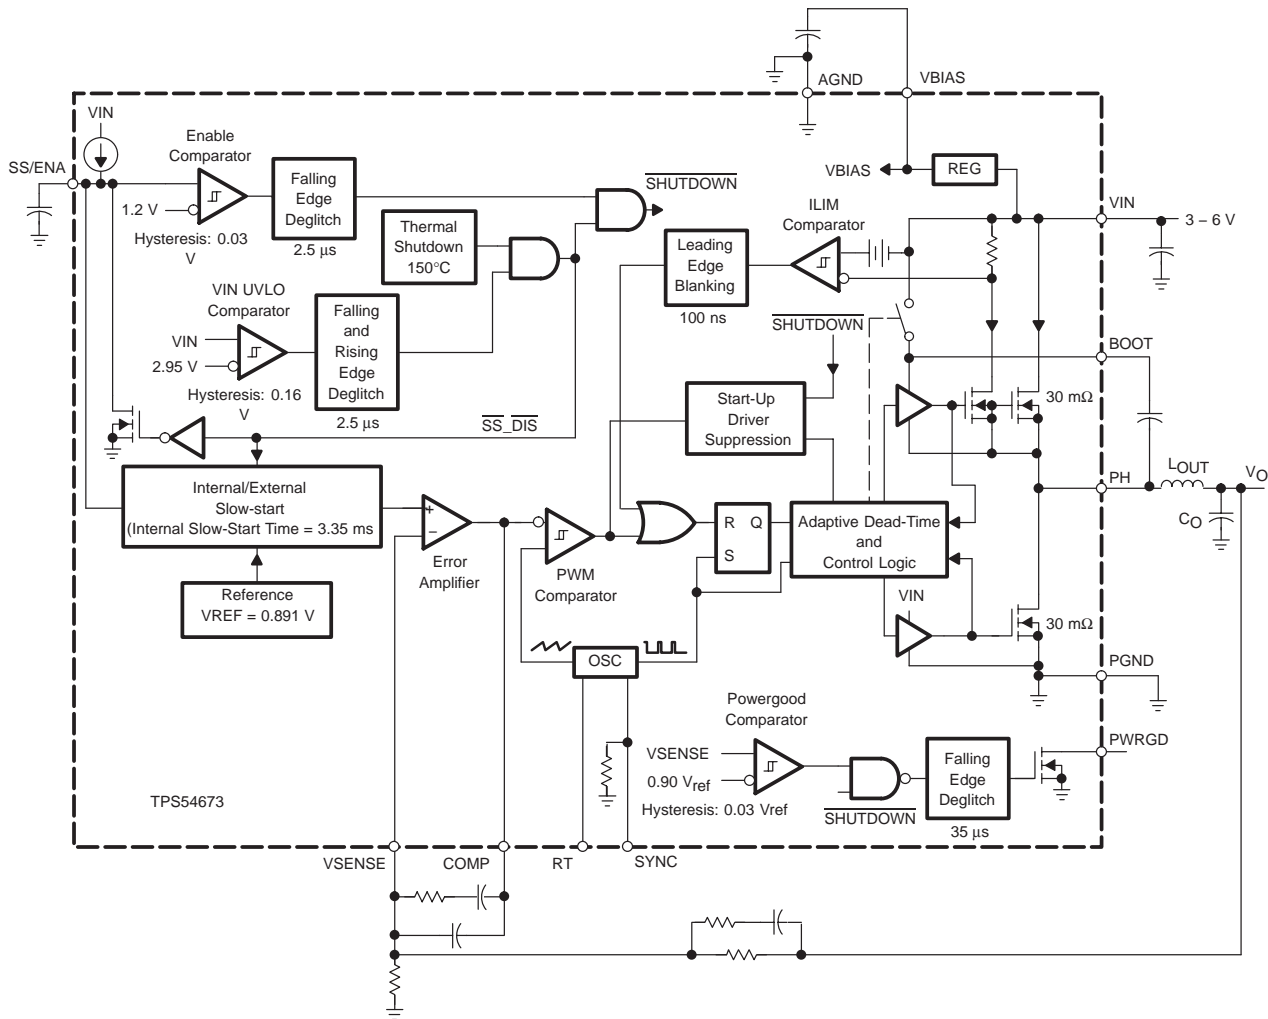 AGND
VBIAS
VIN
Enable
Comparator
SS/ENA
1.2 V
Hysteresis: 0.03
V
Falling
Edge
Deglitch
2.5 μs
SHUTDOWN
Thermal
Shutdown
150°C
VBIAS
REG
ILIM
Comparator
VIN
3 – 6 V
Leading
Edge
Blanking
100 ns
VIN UVLO
Comparator
VIN
2.95 V
Hysteresis: 0.16
V
Falling
and
Rising
Edge
Deglitch
2.5 μs
SHUTDOWN
BOOT
SS_DIS
Start-Up
Driver
Suppression
30 mΩ
PH
LOUT
VO
CO
Internal/External
Slow-start
(Internal Slow-Start Time = 3.35 ms
+
−
Error
Amplifier
PWM
Comparator
R Q
S
Adaptive Dead-Time
and
Control Logic
Reference
VREF = 0.891 V
VIN
30 mΩ
OSC
PGND
Powergood
Comparator
VSENSE
0.90 Vref
Hysteresis: 0.03 Vref
SHUTDOWN
Falling
Edge
Deglitch
35 μs
PWRGD
TPS54673
VSENSE
COMP
RT
SYNC